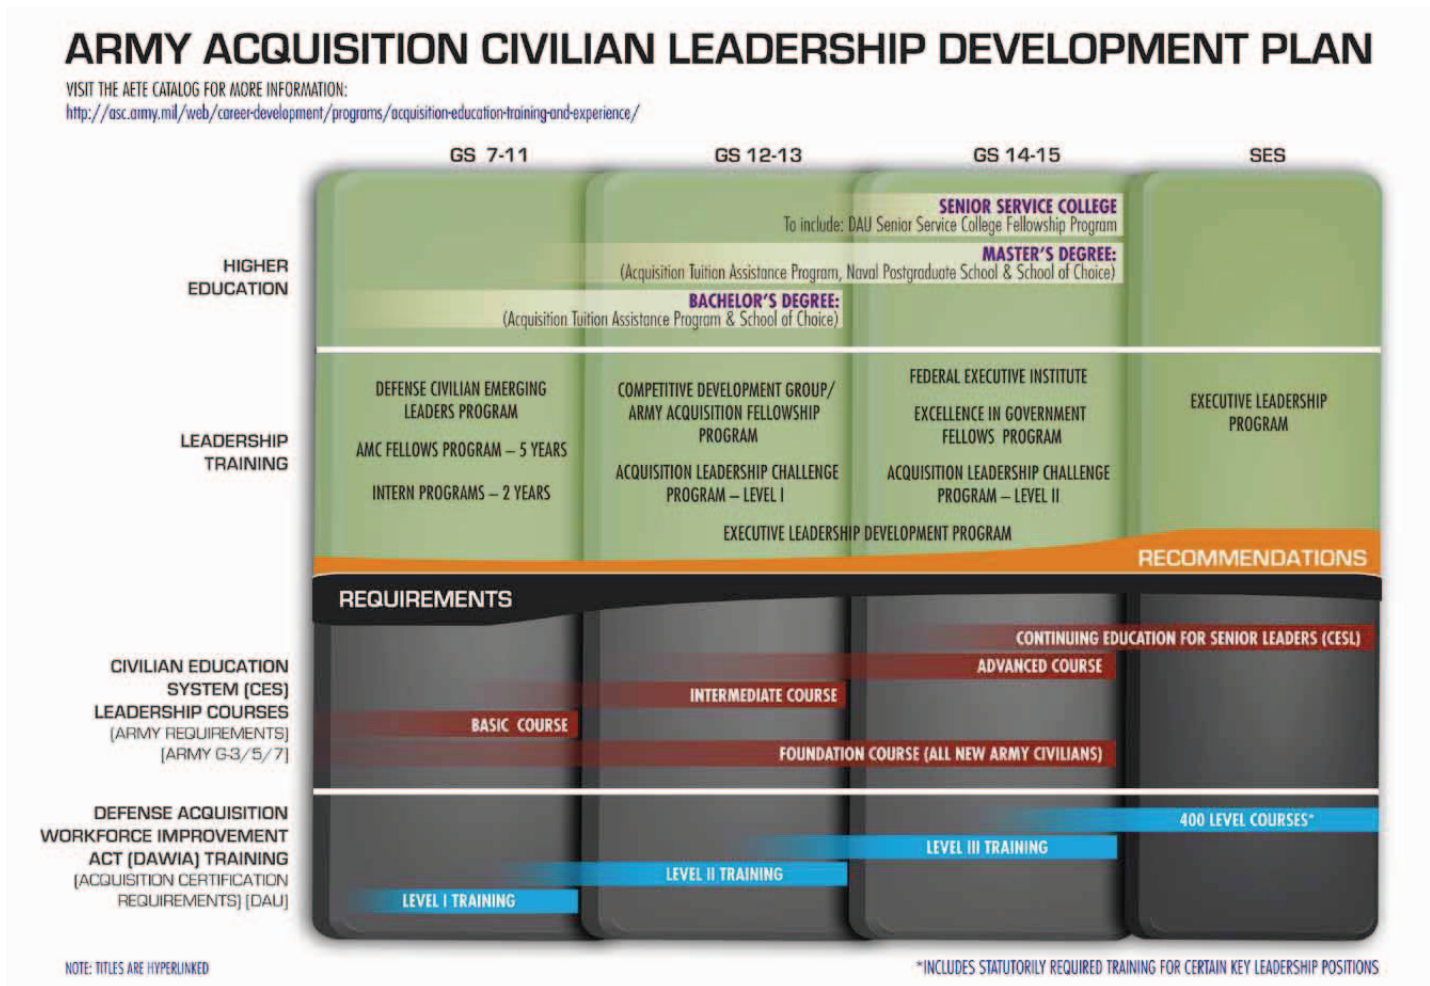 ARMY ACQUISITION CIVILIAN LEADERSHIP DEVELOPMENT PLAN
VISIT THE AETE CATALOG FOR MORE INFORMATION:
http://asc.army.mil/web/career-development/programs/acquisition-education-training-and-experience/
GS 7-11
GS 12-13
GS 14-15
SES
HIGHER
EDUCATION
SENIOR SERVICE COLLEGE
To include: DAU Senior Service College Fellowship Program
MASTER'S DEGREE:
(Acquisition Tuition Assistance Program, Naval Postgraduate School & School of Choice)
BACHELOR'S DEGREE:
(Acquisition Tuition Assistance Program & School of Choice)
LEADERSHIP
TRAINING
DEFENSE CIVILIAN EMERGING
LEADERS PROGRAM
AMC FELLOWS PROGRAM – 5 YEARS
INTERN PROGRAMS – 2 YEARS
COMPETITIVE DEVELOPMENT GROUP/
ARMY ACQUISITION FELLOWSHIP
PROGRAM
ACQUISITION LEADERSHIP CHALLENGE
PROGRAM – LEVEL I
FEDERAL EXECUTIVE INSTITUTE
EXCELLENCE IN GOVERNMENT
FELLOWS PROGRAM
ACQUISITION LEADERSHIP CHALLENGE
PROGRAM – LEVEL II
EXECUTIVE LEADERSHIP DEVELOPMENT PROGRAM
EXECUTIVE LEADERSHIP
PROGRAM
RECOMMENDATIONS
REQUIREMENTS
CIVILIAN EDUCATION
SYSTEM (CES)
LEADERSHIP COURSES
(ARMY REQUIREMENTS)
[ARMY G-3/5/7]
CONTINUING EDUCATION FOR SENIOR LEADERS (CESL)
ADVANCED COURSE
INTERMEDIATE COURSE
BASIC COURSE
FOUNDATION COURSE (ALL NEW ARMY CIVILIANS)
DEFENSE ACQUISITION
WORKFORCE IMPROVEMENT
ACT (DAWIA) TRAINING
(ACQUISITION CERTIFICATION
REQUIREMENTS) [DAU]
400 LEVEL COURSES*
LEVEL III TRAINING
LEVEL II TRAINING
LEVEL I TRAINING
NOTE: TITLES ARE HYPERLINKED
*INCLUDES STATUTORILY REQUIRED TRAINING FOR CERTAIN KEY LEADERSHIP POSITIONS